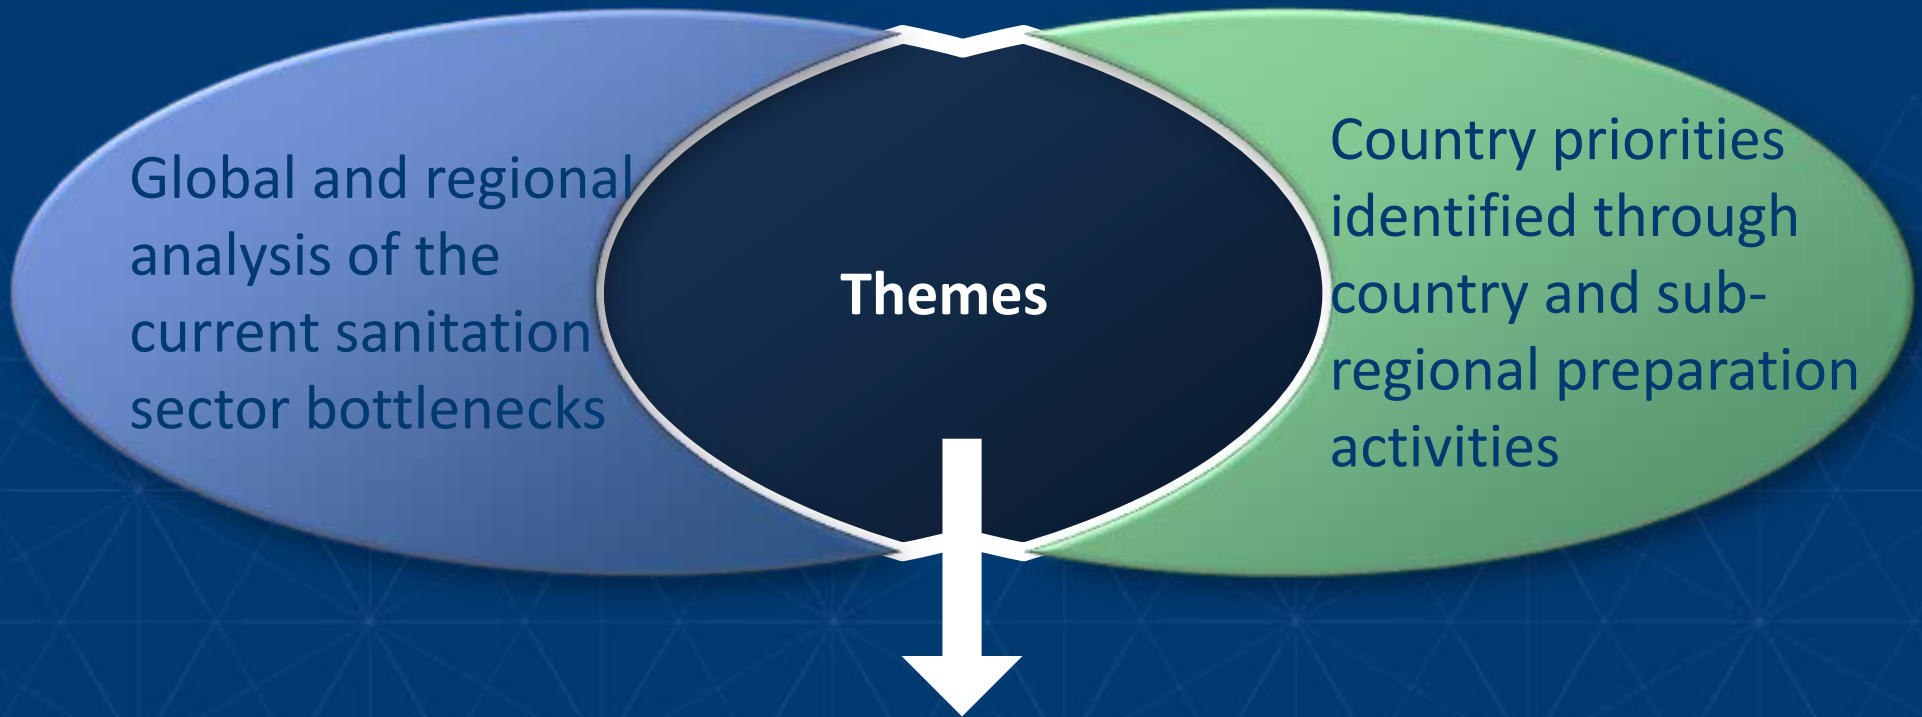 Global and regional
analysis of the
current sanitation
sector bottlenecks
Themes
Country priorities
identified through
country and sub-
regional preparation
activities